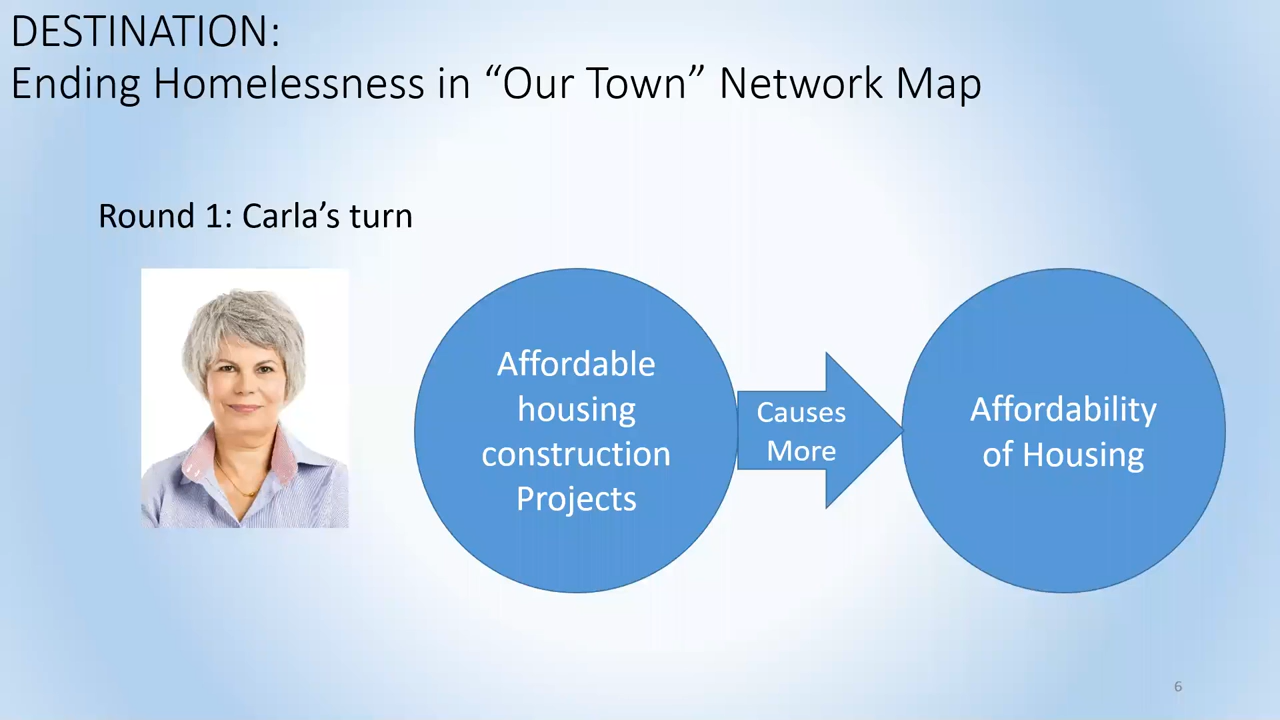 DESTINATION:
Ending Homelessness in “Our Town” Network Map
Round 1: Carla’s turn
Affordable
housing
construction
Projects
Causes
More
Affordability
of Housing
6